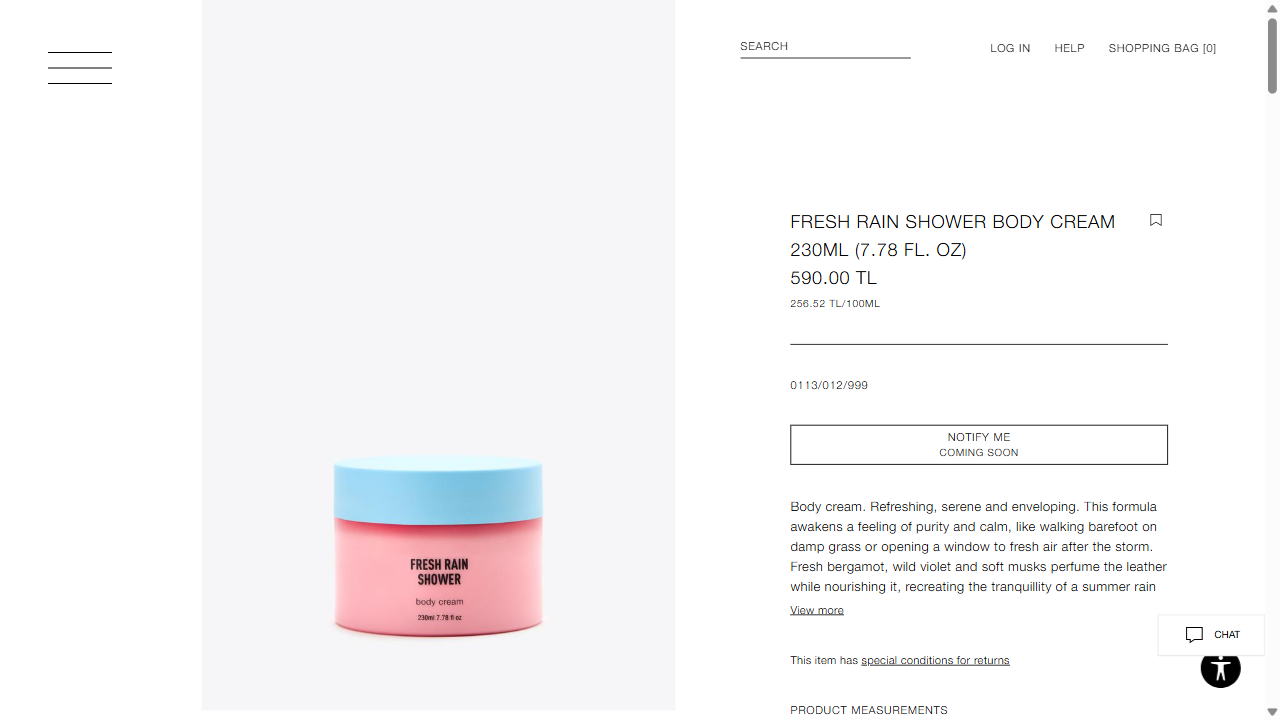 SEARCH
LOG IN
HELP
SHOPPING BAG [0]
FRESH RAIN SHOWER BODY CREAM
230ML (7.78 FL. OZ)
590.00 TL
256.52 TL/100ML
0113/012/999
NOTIFY ME
COMING SOON
Body cream. Refreshing, serene and enveloping. This formula
awakens a feeling of purity and calm, like walking barefoot on
damp grass or opening a window to fresh air after the storm.
Fresh bergamot, wild violet and soft musks perfume the leather
while nourishing it, recreating the tranquillity of a summer rain
View more
CHAT
This item has special conditions for returns
PRODUCT MEASUREMENTS
FRESH RAIN
SHOWER
body cream
230ml 7.78 fl oz